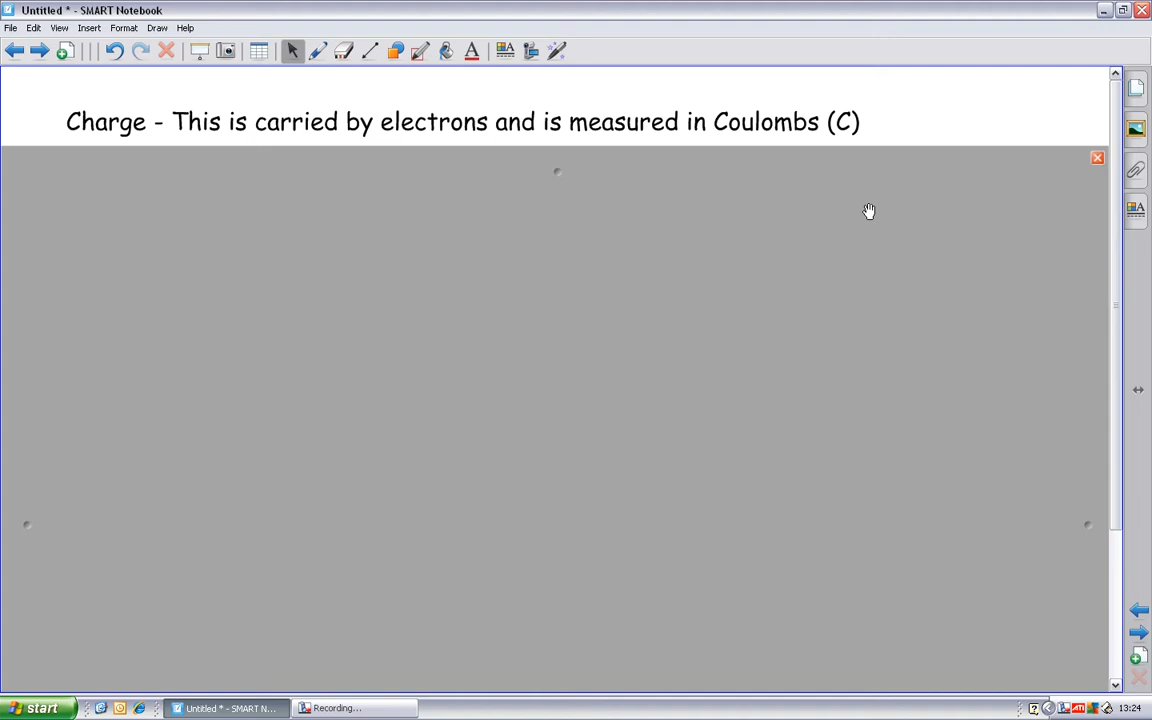 Untitled * - SMART Notebook
File Edit View Insert Format Draw Help
Charge - This is carried by electrons and is measured in Coulombs (C)
start
Untitled * - SMART N...
Recording...
ATI
13:24